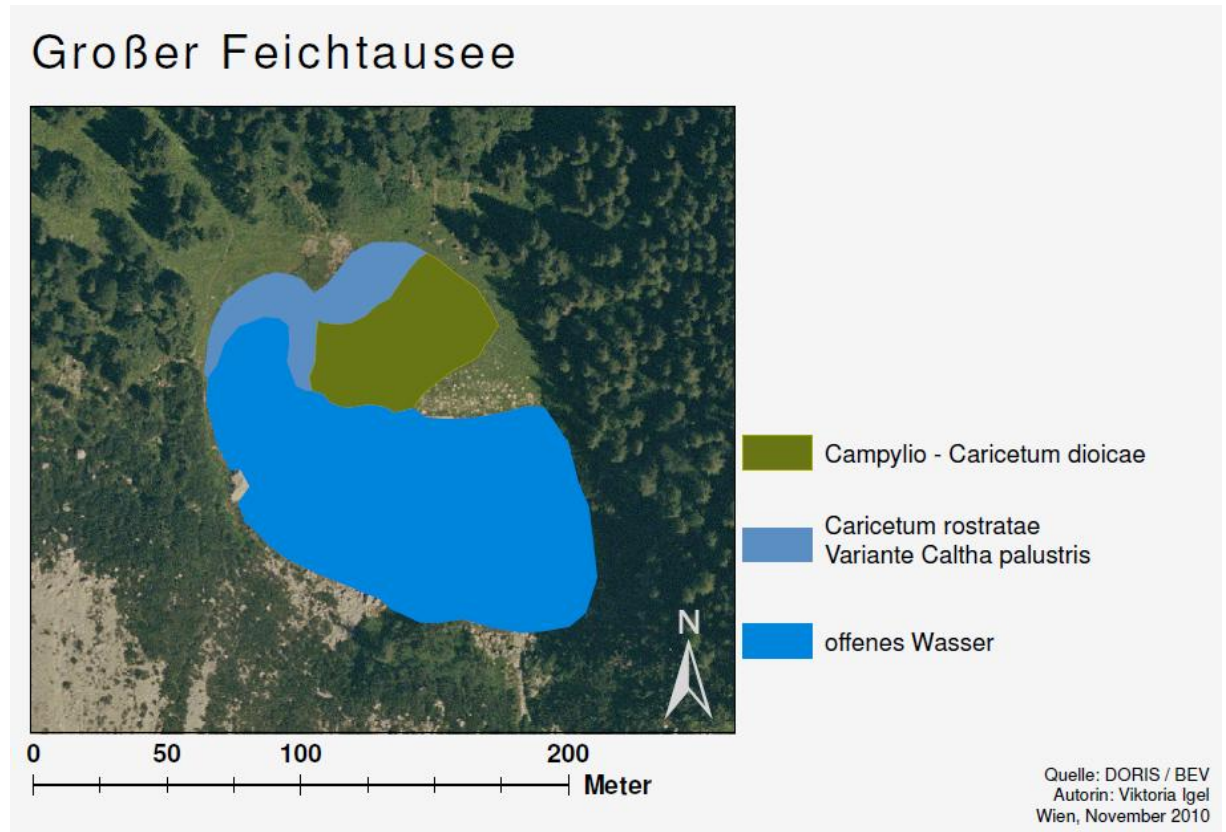 Großer Feichtausee
Campylio - Caricetum dioicae
Caricetum rostratae
Variante Caltha palustris
offenes Wasser
N
0 50 100 200
Meter
Quelle: DORIS / BEV
Autorin: Viktoria Igel
Wien, November 2010